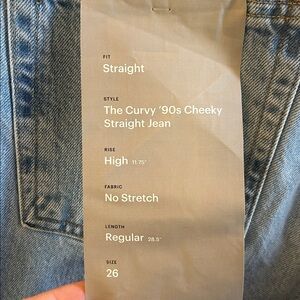 FIT
Straight
STYLE
The Curvy '90s Cheeky
Straight Jean
RISE
High 11.75"
FABRIC
No Stretch
LENGTH
Regular 28.5"
SIZE
26